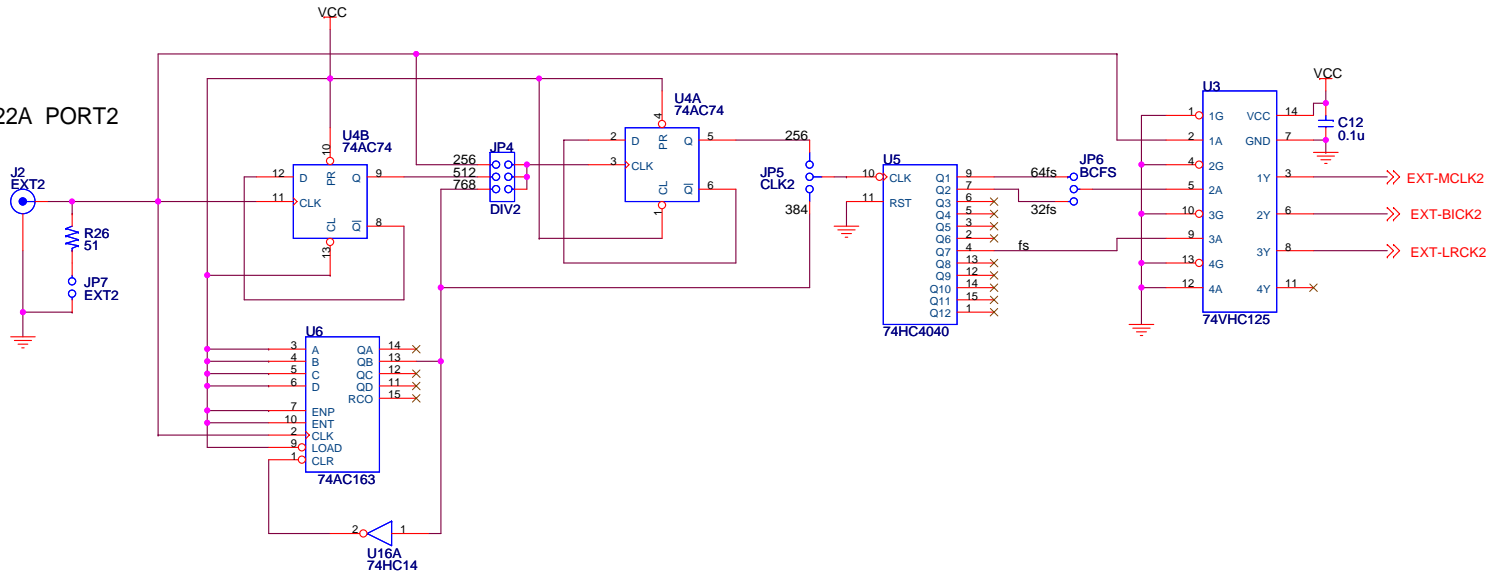 VCC
22A PORT2
J2
EXT2
R26
51
JP7
EXT2
U4B
74AC74
10
12
D
PR
Q
9
11
CLK
CL
QI
8
13
256
512
768
JP4
DIV2
U4A
74AC74
4
2
D
PR
Q
5
3
CLK
CL
QI
6
1
256
JP5
CLK2
384
U5
10
CLK
11
RST
Q1
9
Q2
7
Q3
6
Q4
5
Q5
3
Q6
2
Q7
4
Q8
13
Q9
12
Q10
14
Q11
15
Q12
1
74HC4040
64fs
32fs
fs
JP6
BCFS
U3
1
1G
2
1A
4
2G
5
2A
10
3G
9
3A
13
4G
12
4A
VCC
14
GND
7
1Y
3
2Y
6
3Y
8
4Y
11
74VHC125
VCC
C12
0.1u
EXT-MCLK2
EXT-BICK2
EXT-LRCK2
U6
3
A
4
B
5
C
6
D
7
ENP
10
ENT
2
CLK
9
LOAD
1
CLR
QA
14
QB
13
QC
12
QD
11
RCO
15
74AC163
2
1
U16A
74HC14